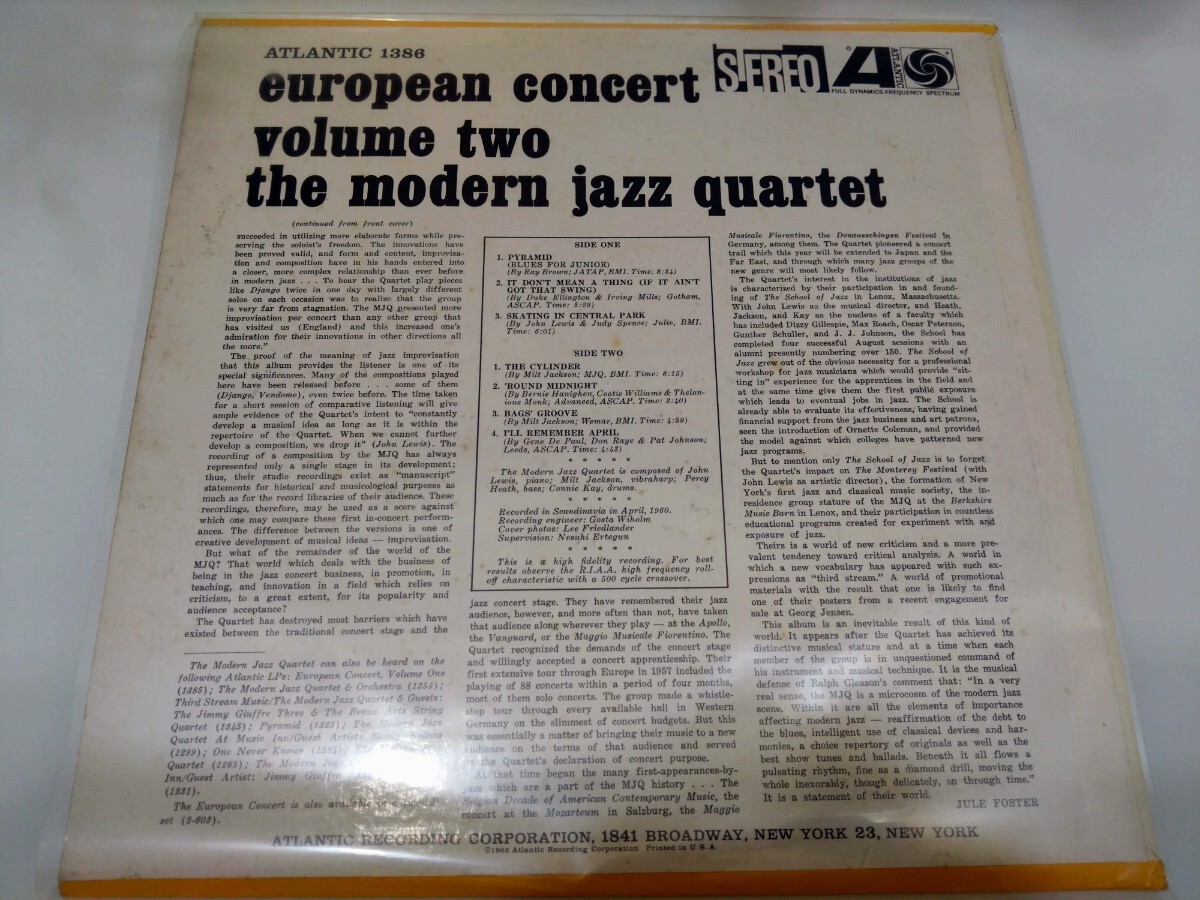 ATLANTIC 1386
european concert
volume two
the modern jazz quartet
STEREO
ATLANTIC
FULL DYNAMICS-FREQUENCY SPECTRUM
(continued from front cover)
succeeded in utilizing more elaborate forms while pre-
serving the soloist's freedom. The innovations have
been proved valid, and form and content, improvisa-
tion and composition have in his hands entered into
a closer, more complex relationship than ever before
in modern jazz . . . To hear the Quartet play pieces
like Django twice in one day with largely different
solos on each occasion was to realize that the group
is very far from stagnation. The MJQ presented more
improvisation per concert than any other group that
has visited us (England) and this increased one's
admiration for their innovations in other directions all
the more."
The proof of the meaning of jazz improvisation
that this album provides the listener is one of its
special significances. Many of the compositions played
here have been released before . . . some of them
(Django, Vendome), even twice before. The time taken
for a short session of comparative listening will give
ample evidence of the Quartet's intent to "constantly
develop a musical idea as long as it is within the
repertoire of the Quartet. When we cannot further
develop a composition, we drop it" (John Lewis). The
recording of a composition by the MJQ has always
represented only a single stage in its development;
thus, their studio recordings exist as "manuscript"
statements for historical and musicological purposes as
much as for the record libraries of their audience. These
recordings, therefore, may be used as a score against
which one may compare these first in-concert perform-
ances. The difference between the versions is one of
creative development of musical ideas — improvisation.
But what of the remainder of the world of the
MJQ? That world which deals with the business of
being in the jazz concert business, in promotion, in
teaching, and innovation in a field which relies on
criticism, to a great extent, for its popularity and
audience acceptance?
The Quartet has destroyed most barriers which have
existed between the traditional concert stage and the
The Modern Jazz Quartet can also be heard on the
following Atlantic LP's: European Concert, Volume One
(1385); The Modern Jazz Quartet & Orchestra (1359);
Third Stream Music/The Modern Jazz Quartet & Guests:
The Jimmy Giuffre Three & The Beaux Arts String
Quartet (1345); Pyramid (1325); The Modern Jazz
Quartet At Music Inn/Guest Artist: Sonny Rollins
(1299); One Never Knows (1284); The Modern Jazz
Quartet (1265); The Modern Jazz
Inn/Guest Artist: Jimmy Giuffre
(1231).
The European Concert is also available in a
set (2-603).
SIDE ONE
1. PYRAMID
(BLUES FOR JUNIOR)
(By Ray Brown; JATAP, BMI. Time: 8:34)
2. IT DON'T MEAN A THING (IF IT AIN'T
GOT THAT SWING)
(By Duke Ellington & Irving Mills; Gotham,
ASCAP. Time: 5:29)
3. SKATING IN CENTRAL PARK
(By John Lewis & Judy Spence; Julie, BMI.
Time: 6:01)
SIDE TWO
1. THE CYLINDER
(By Milt Jackson; MJQ, BMI. Time: 6:15)
2. 'ROUND MIDNIGHT
(By Bernie Hanighen, Cootie Williams & Thelon-
ious Monk; Advanced, ASCAP. Time: 3:40)
3. BAGS' GROOVE
(By Milt Jackson; Wemar, BMI. Time: 4:59)
4. I'LL REMEMBER APRIL
(By Gene De Paul, Don Raye & Pat Johnson;
Leeds, ASCAP. Time: 4:43)
* * * * *
The Modern Jazz Quartet is composed of John
Lewis, piano; Milt Jackson, vibraharp; Percy
Heath, bass; Connie Kay, drums.
* * * * *
Recorded in Scandinavia in April, 1960.
Recording engineer: Gosta Wiholm
Cover photos: Lee Friedlander
Supervision: Nesuhi Ertegun
* * * * *
This is a high fidelity recording. For best
results observe the R.I.A.A. high frequency roll-
off characteristic with a 500 cycle crossover.
jazz concert stage. They have remembered their jazz
audience, however, and more often than not, have taken
that audience along wherever they play — at the Apollo,
the Vanguard, or the Maggio Musicale Fiorentino. The
Quartet recognized the demands of the concert stage
and willingly accepted a concert apprenticeship. Their
first extensive tour through Europe in 1957 included the
playing of 88 concerts within a period of four months,
most of them solo concerts. The group made a whistle-
stop tour through every available hall in Western
Germany on the slimmest of concert budgets. But this
was essentially a matter of bringing their music to a new
audience on the terms of that audience and served
as the Quartet's declaration of concert purpose.
At that time began the many first-appearances-by-
jazz which are a part of the MJQ history . . . The
Belgian Decade of American Contemporary Music, the
concert at the Mozarteum in Salzburg, the Maggio
Musicale Fiorentino, the Donaueschingen Festival in
Germany, among them. The Quartet pioneered a concert
trail which this year will be extended to Japan and the
Far East, and through which many jazz groups of the
new genre will most likely follow.
The Quartet's interest in the institutions of jazz
is characterized by their participation in and found-
ing of The School of Jazz in Lenox, Massachusetts.
With John Lewis as the musical director, and Heath,
Jackson, and Kay as the nucleus of a faculty which
has included Dizzy Gillespie, Max Roach, Oscar Peterson,
Gunther Schuller, and J. J. Johnson, the School has
completed four successful August sessions with an
alumni presently numbering over 150. The School of
Jazz grew out of the obvious necessity for a professional
workshop for jazz musicians which would provide "sit-
ting in" experience for the apprentices in the field and
at the same time give them the first public exposure
which leads to eventual jobs in jazz. The School is
already able to evaluate its effectiveness, having gained
financial support from the jazz business and art patrons,
seen the introduction of Ornette Coleman, and provided
the model against which colleges have patterned new
jazz programs.
But to mention only The School of Jazz is to forget
the Quartet's impact on The Monterey Festival (with
John Lewis as artistic director), the formation of New
York's first jazz and classical music society, the in-
residence group stature of the MJQ at the Berkshire
Music Barn in Lenox, and their participation in countless
educational programs created for experiment with and
exposure of jazz.
Theirs is a world of new criticism and a more pre-
valent tendency toward critical analysis. A world in
which a new vocabulary has appeared with such ex-
pressions as "third stream." A world of promotional
materials with the result that one is likely to find
one of their posters from a recent engagement for
sale at Georg Jensen.
This album is an inevitable result of this kind of
world. It appears after the Quartet has achieved its
distinctive musical stature and at a time when each
member of the group is in unquestioned command of
his instrument and musical technique. It is the musical
defense of Ralph Gleason's comment that: "In a very
real sense, the MJQ is a microcosm of the modern jazz
scene. Within it are all the elements of importance
affecting modern jazz — reaffirmation of the debt to
the blues, intelligent use of classical devices and har-
monies, a choice repertory of originals as well as the
best show tunes and ballads. Beneath it all flows a
pulsating rhythm, fine as a diamond drill, moving the
whole inexorably, though delicately, on through time."
It is a statement of their world.
JULE FOSTER
ATLANTIC RECORDING CORPORATION, 1841 BROADWAY, NEW YORK 23, NEW YORK
©1962 Atlantic Recording Corporation Printed in U.S.A.